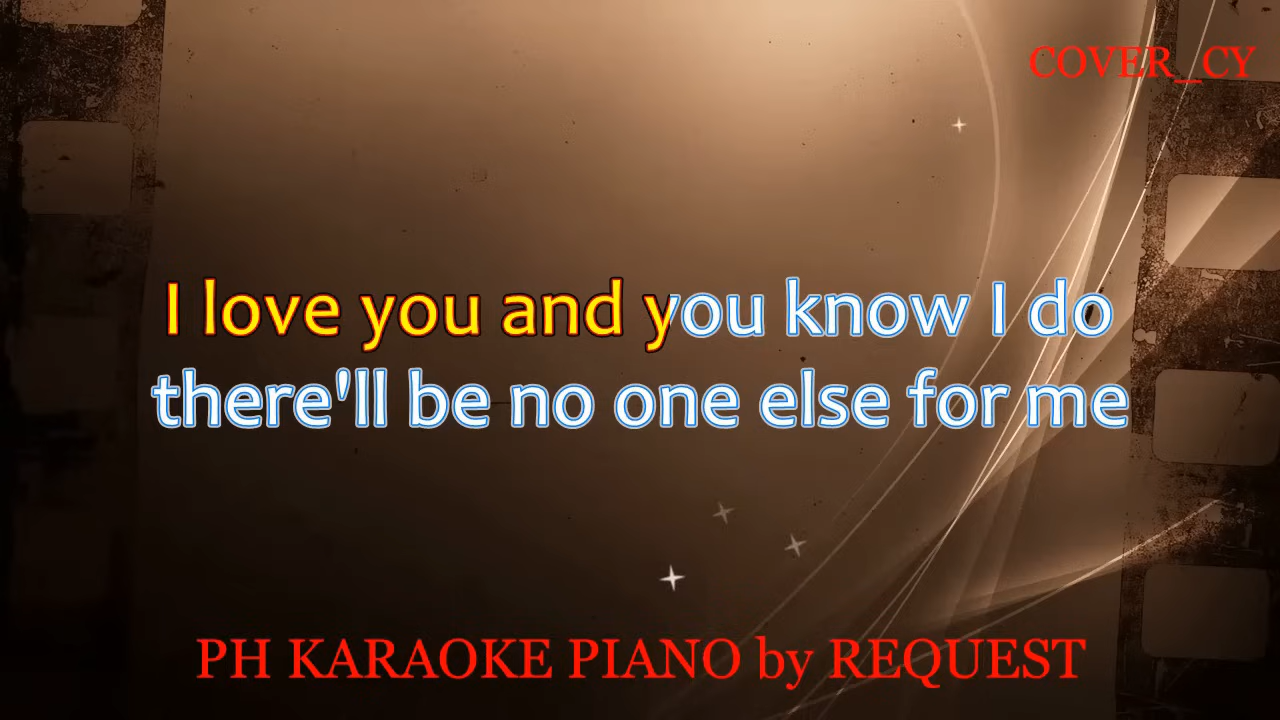 COVER_CY
I love you and you know I do
there'll be no one else for me
PH KARAOKE PIANO by REQUEST